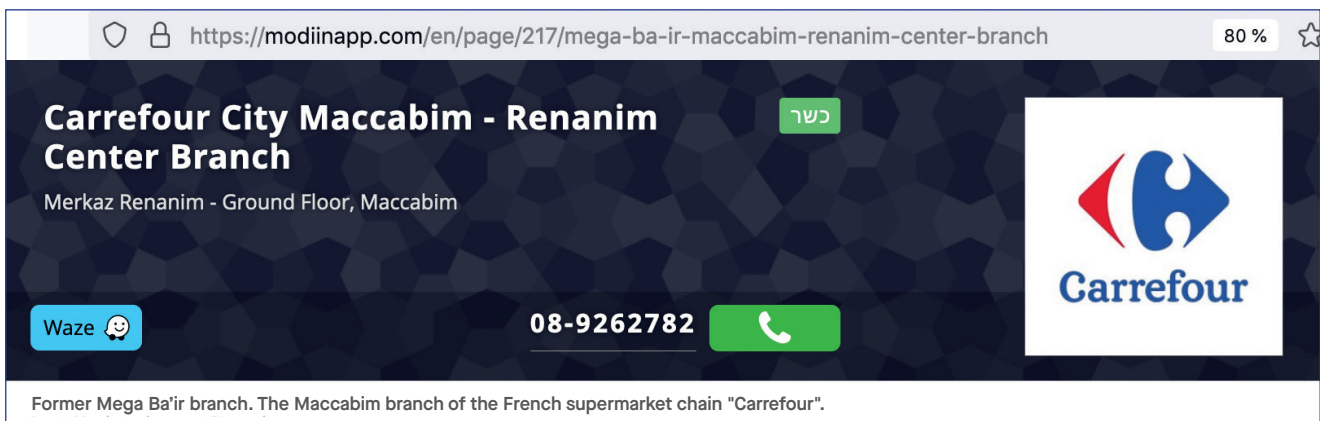 https://modiinapp.com/en/page/217/mega-ba-ir-maccabim-renanim-center-branch
80 %
Carrefour City Maccabim - Renanim
Center Branch
כשר
Merkaz Renanim - Ground Floor, Maccabim
Carrefour
Waze
08-9262782
Former Mega Ba’ir branch. The Maccabim branch of the French supermarket chain "Carrefour".